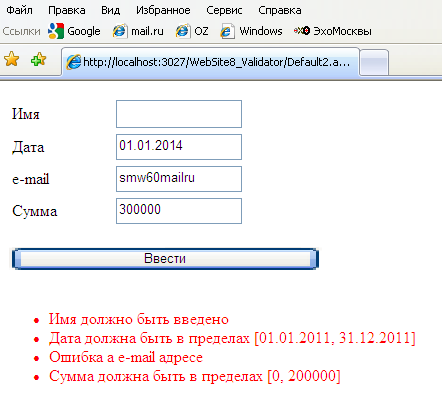 Файл Правка Вид Избранное Сервис Справка
Ссылки Google mail.ru OZ Windows ЭхоМосквы
http://localhost:3027/WebSite8_Validator/Default2.a...
Имя
Дата 01.01.2014
e-mail smw60mailru
Сумма 300000
Ввести
Имя должно быть введено
Дата должна быть в пределах [01.01.2011, 31.12.2011]
Ошибка а e-mail адресе
Сумма должна быть в пределах [0, 200000]